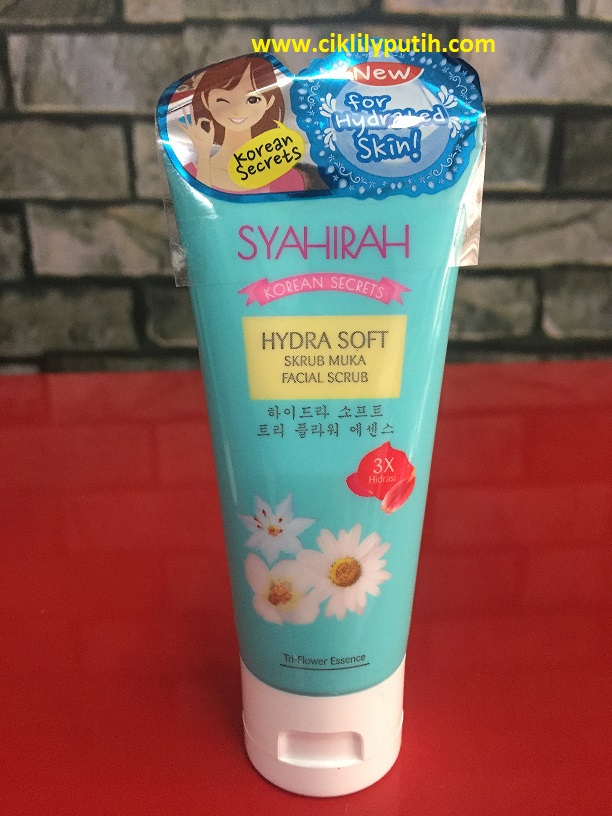 www.ciklilyputih.com
New
for
Hydrated
Skin!
Korean
Secrets
SYAHIRAH
KOREAN SECRETS
HYDRA SOFT
SKRUB MUKA
FACIAL SCRUB
하이드라 소프트
트리 플라워 에센스
3X
Hidrasi
Tri-Flower Essence